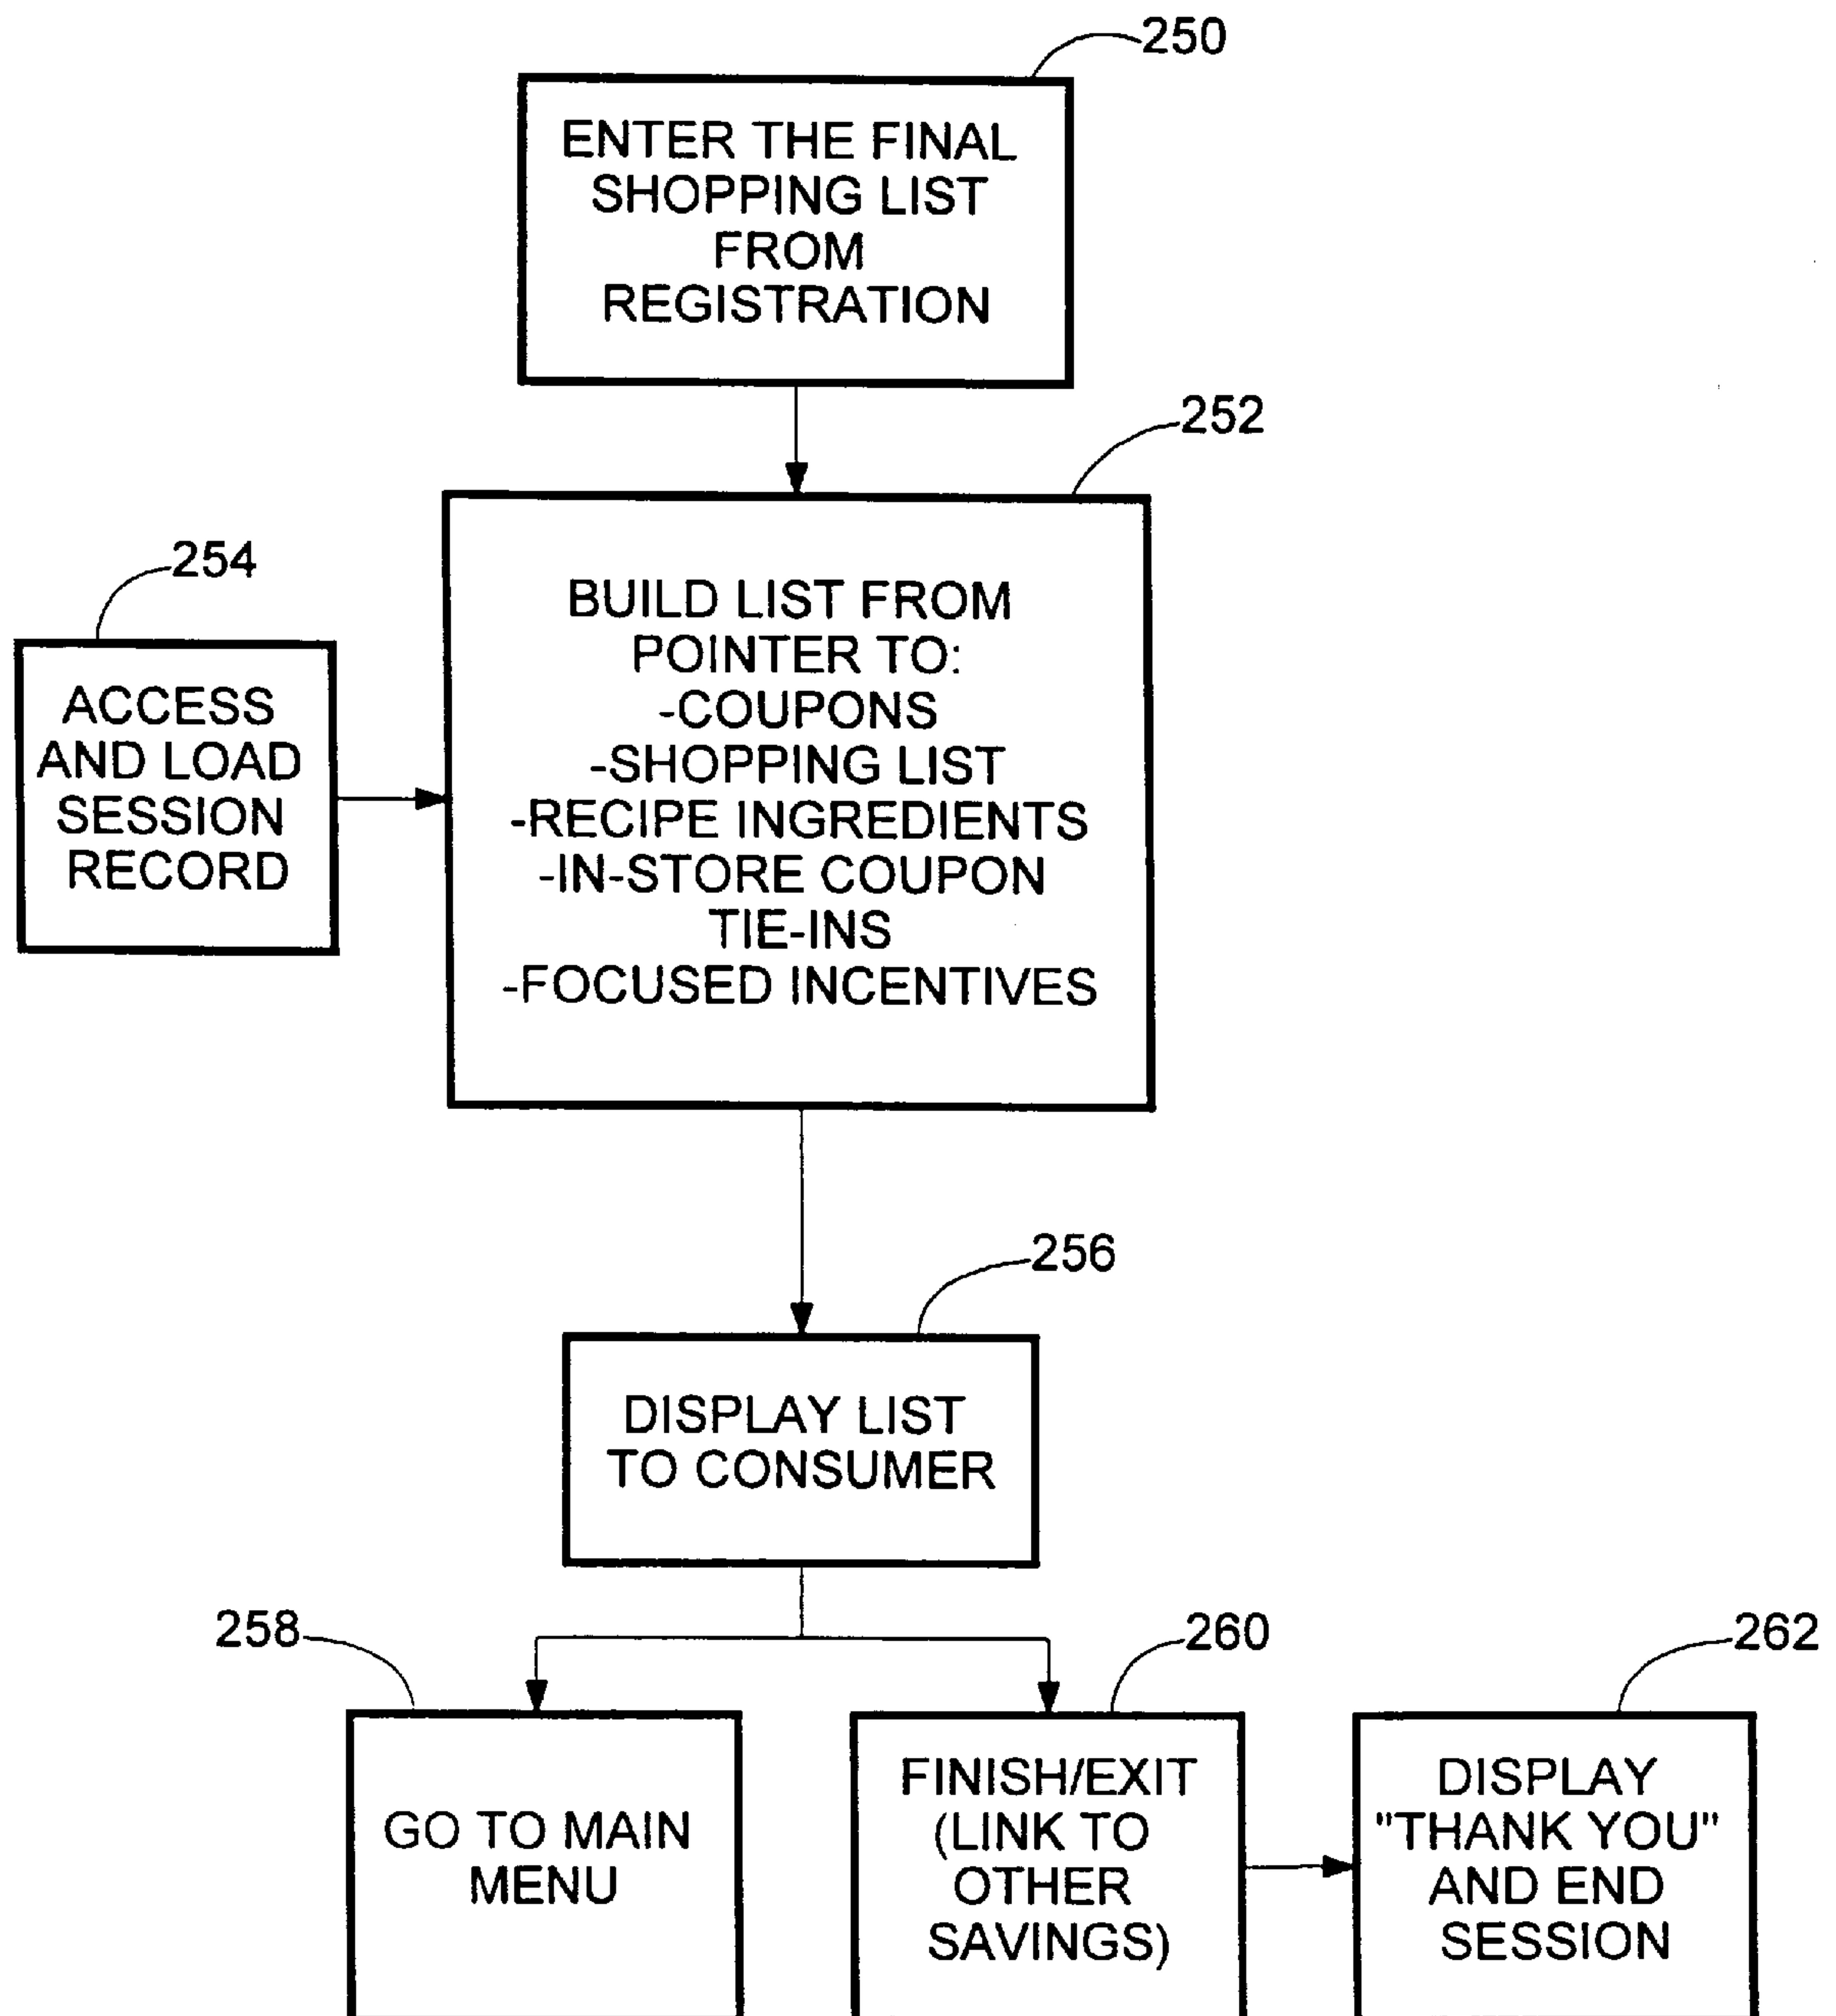 250
ENTER THE FINAL
SHOPPING LIST
FROM
REGISTRATION
252
BUILD LIST FROM
POINTER TO:
-COUPONS
-SHOPPING LIST
-RECIPE INGREDIENTS
-IN-STORE COUPON
TIE-INS
-FOCUSED INCENTIVES
254
ACCESS
AND LOAD
SESSION
RECORD
256
DISPLAY LIST
TO CONSUMER
258
GO TO MAIN
MENU
260
FINISH/EXIT
(LINK TO
OTHER
SAVINGS)
262
DISPLAY
"THANK YOU"
AND END
SESSION